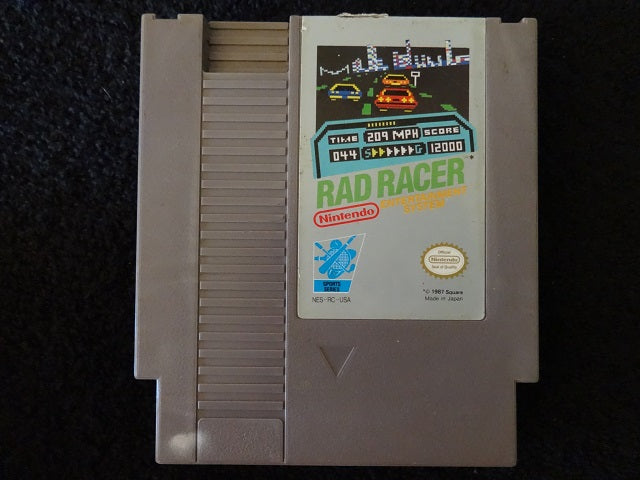 TIME 209 MPH SCORE
044 S▶▶▶▶▶▶G 12000
RAD RACER
Nintendo ENTERTAINMENT
SYSTEM
Official
Nintendo
Seal of Quality
SPORTS
SERIES
*© 1987 Square
Made in Japan
NES-RC-USA